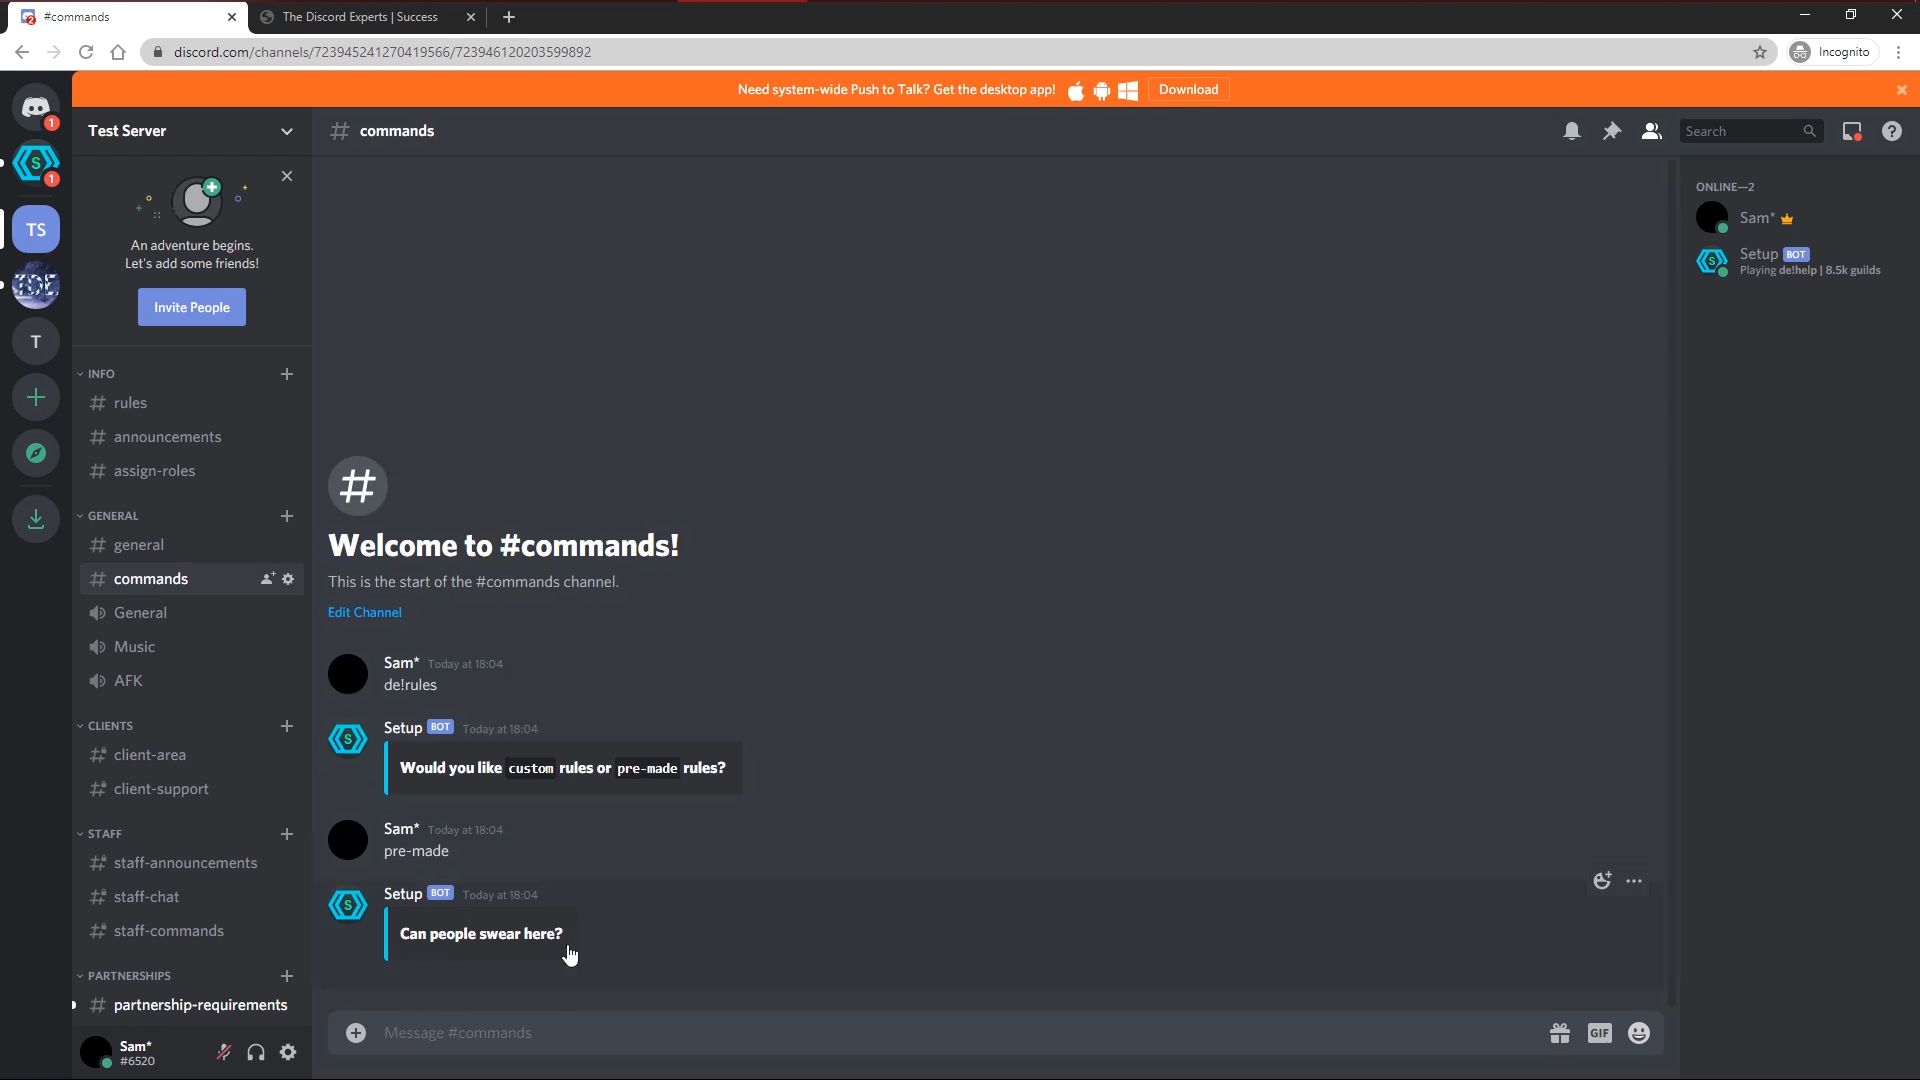 #commands
The Discord Experts | Success
discord.com/channels/723945241270419566/723946120203599892
Incognito
Need system-wide Push to Talk? Get the desktop app!
Download
1
S
1
TS
TDE
T
Test Server
An adventure begins.
Let's add some friends!
Invite People
INFO
rules
announcements
assign-roles
GENERAL
general
commands
General
Music
AFK
CLIENTS
client-area
client-support
STAFF
staff-announcements
staff-chat
staff-commands
PARTNERSHIPS
partnership-requirements
Sam*
#6520
# commands
Search
#
Welcome to #commands!
This is the start of the #commands channel.
Edit Channel
Sam* Today at 18:04
de!rules
Setup BOT Today at 18:04
Would you like custom rules or pre-made rules?
Sam* Today at 18:04
pre-made
Setup BOT Today at 18:04
Can people swear here?
Message #commands
GIF
ONLINE—2
Sam*
Setup BOT
Playing de!help | 8.5k guilds